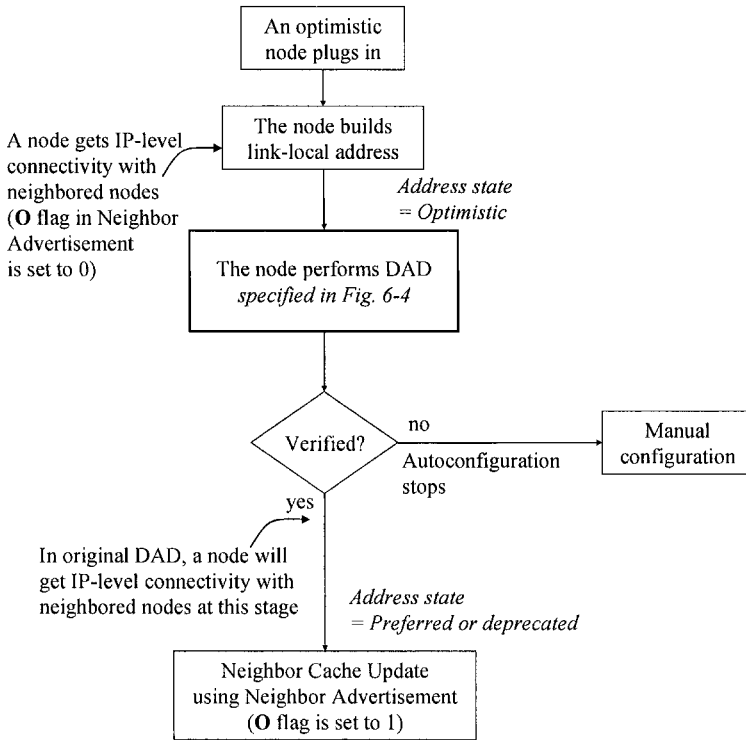 An optimistic
node plugs in
A node gets IP-level
connectivity with
neighbored nodes
(O flag in Neighbor
Advertisement
is set to 0)
The node builds
link-local address
Address state
= Optimistic
The node performs DAD
specified in Fig. 6-4
Verified?
no
Autoconfiguration
stops
Manual
configuration
yes
In original DAD, a node will
get IP-level connectivity with
neighbored nodes at this stage
Address state
= Preferred or deprecated
Neighbor Cache Update
using Neighbor Advertisement
(O flag is set to 1)